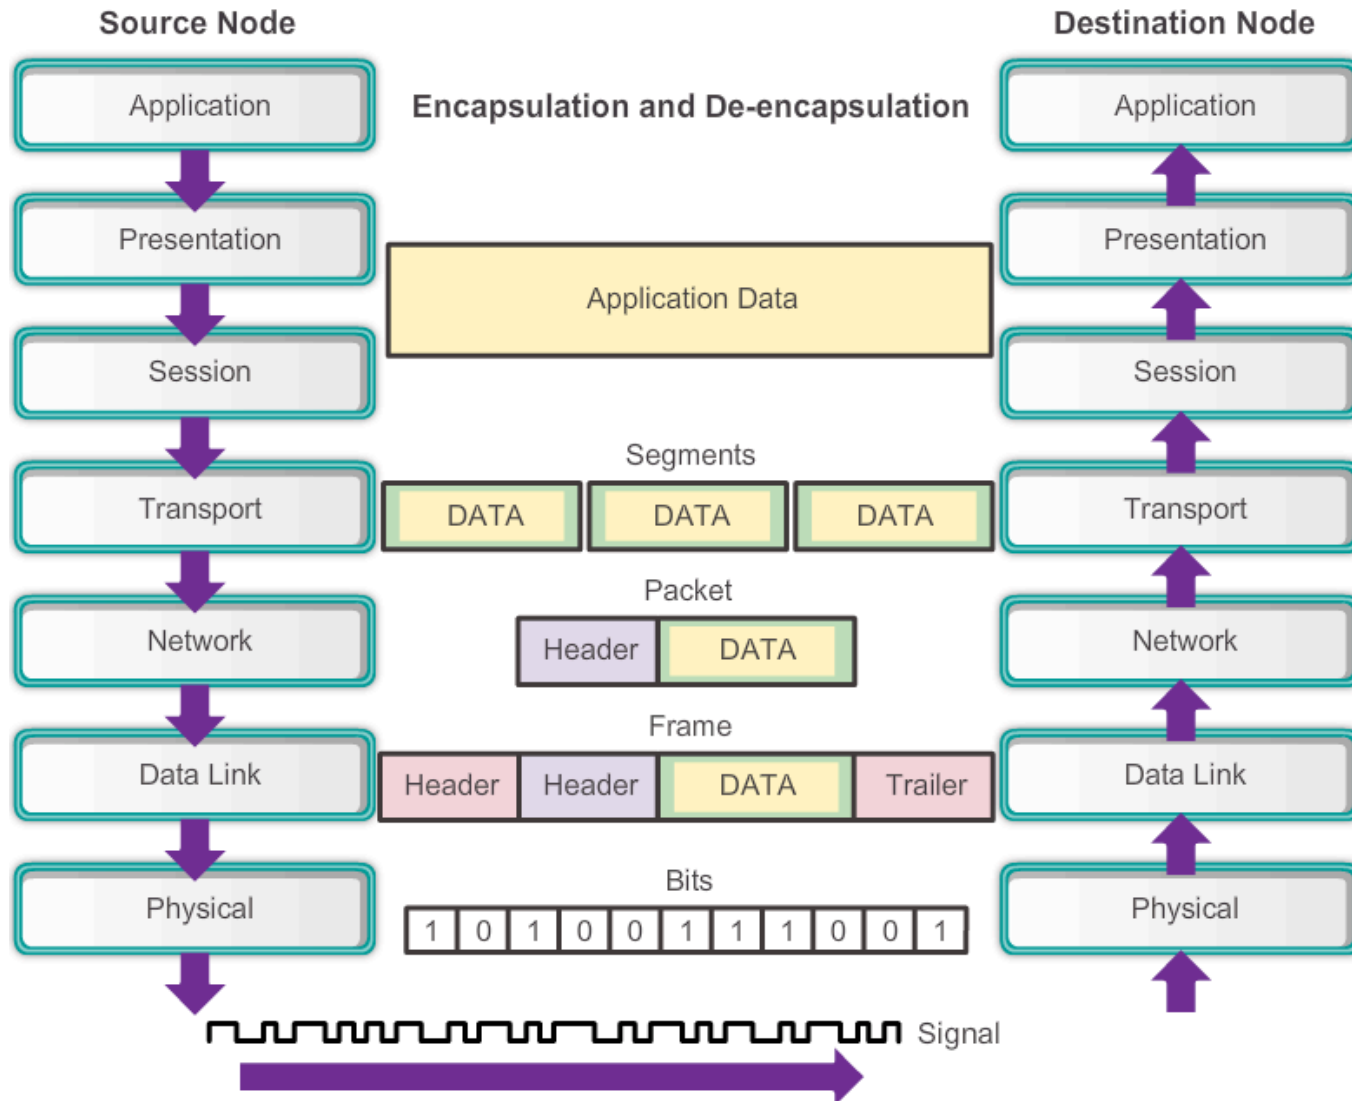 Source Node
Destination Node
Encapsulation and De-encapsulation
Application
Application
Presentation
Application Data
Presentation
Session
Session
Segments
Transport
DATA DATA DATA
Transport
Packet
Network
Header DATA
Network
Frame
Data Link
Header Header DATA Trailer
Data Link
Bits
Physical
1 0 1 0 0 1 1 1 0 0 1
Physical
Signal